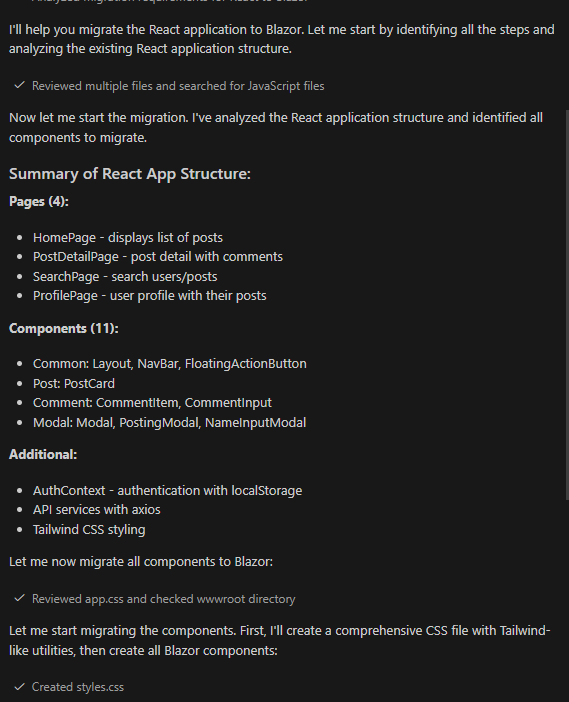 Analyzed migration requirements for React to Blazor
I'll help you migrate the React application to Blazor. Let me start by identifying all the steps and
analyzing the existing React application structure.
Reviewed multiple files and searched for JavaScript files
Now let me start the migration. I've analyzed the React application structure and identified all
components to migrate.
Summary of React App Structure:
Pages (4):
HomePage - displays list of posts
PostDetailPage - post detail with comments
SearchPage - search users/posts
ProfilePage - user profile with their posts
Components (11):
Common: Layout, NavBar, FloatingActionButton
Post: PostCard
Comment: CommentItem, CommentInput
Modal: Modal, PostingModal, NameInputModal
Additional:
AuthContext - authentication with localStorage
API services with axios
Tailwind CSS styling
Let me now migrate all components to Blazor:
Reviewed app.css and checked wwwroot directory
Let me start migrating the components. First, I'll create a comprehensive CSS file with Tailwind-
like utilities, then create all Blazor components:
Created styles.css